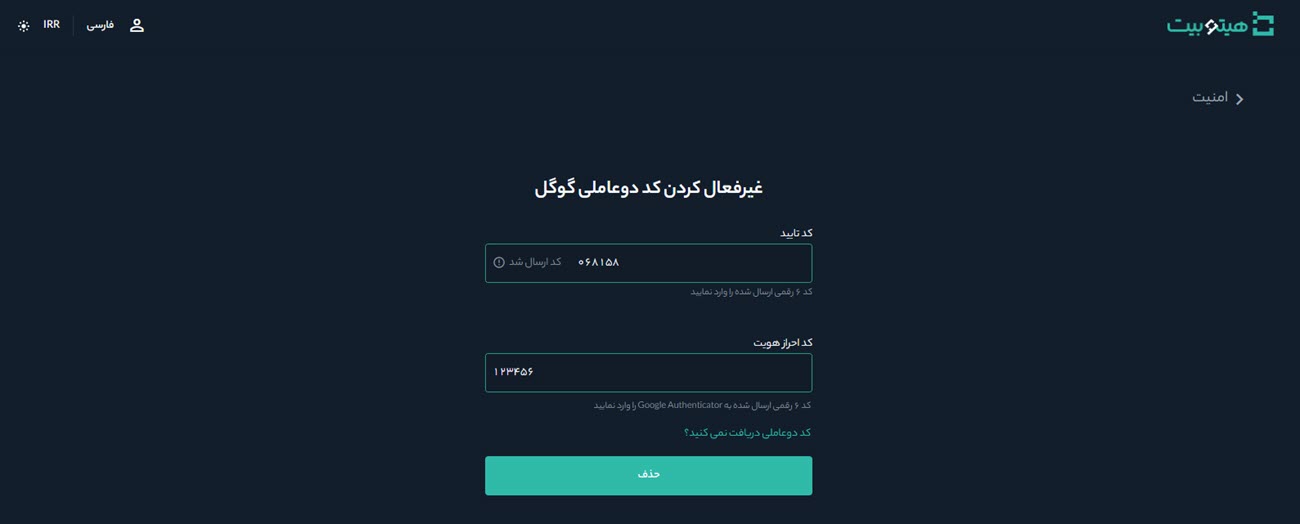 هیتوبیت
فارسی
IRR
امنیت
غیرفعال کردن کد دوعاملی گوگل
کد تایید
۰۶۸۱۵۸
کد ارسال شد
کد ۶ رقمی ارسال شده را وارد نمایید
کد احراز هویت
۱۲۳۴۵۶
کد ۶ رقمی ارسال شده به Google Authenticator را وارد نمایید
کد دوعاملی دریافت نمی کنید؟
حذف